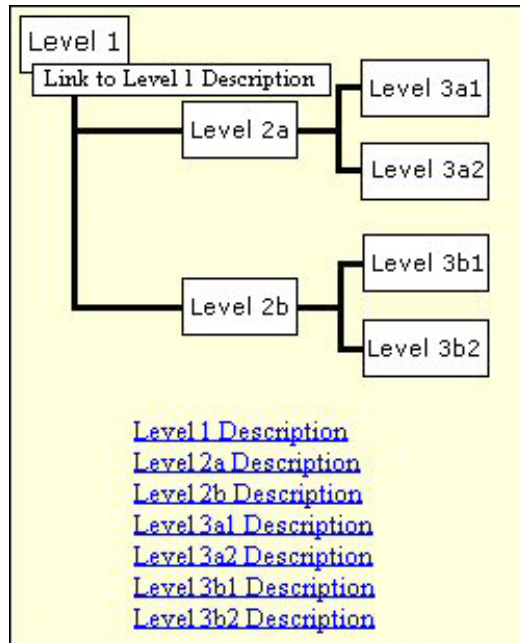 Level 1
Link to Level 1 Description
Level 2a
Level 3a1
Level 3a2
Level 2b
Level 3b1
Level 3b2
Level 1 Description
Level 2a Description
Level 2b Description
Level 3a1 Description
Level 3a2 Description
Level 3b1 Description
Level 3b2 Description